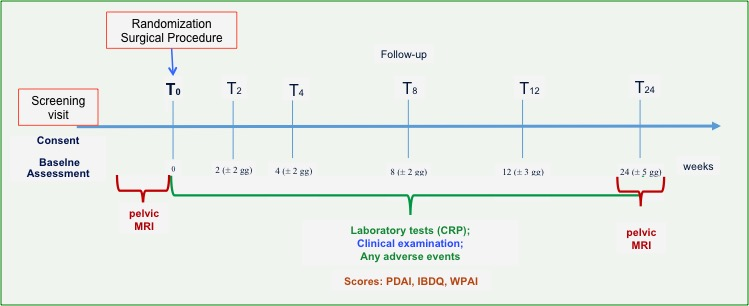 Randomization
Surgical Procedure
Follow-up
T0
T2
T4
T8
T12
T24
Screening
visit
Consent
Baselne
Assessment
0
2 (± 2 gg)
4 (± 2 gg)
8 (± 2 gg)
12 (± 3 gg)
24 (± 5 gg)
weeks
pelvic
MRI
Laboratory tests (CRP);
Clinical examination;
Any adverse events
pelvic
MRI
Scores: PDAI, IBDQ, WPAI